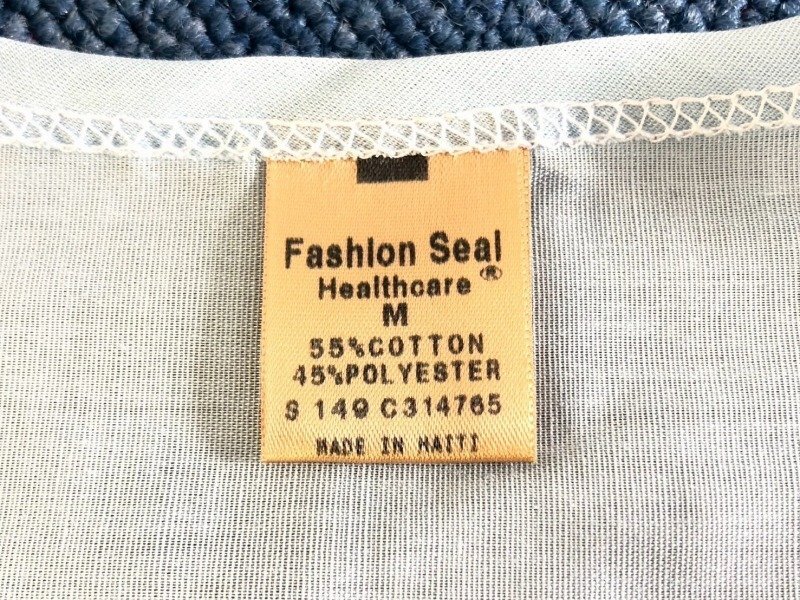 Fashion Seal
Healthcare®
M
55%COTTON
45%POLYESTER
S 149 C314765
MADE IN HAITI